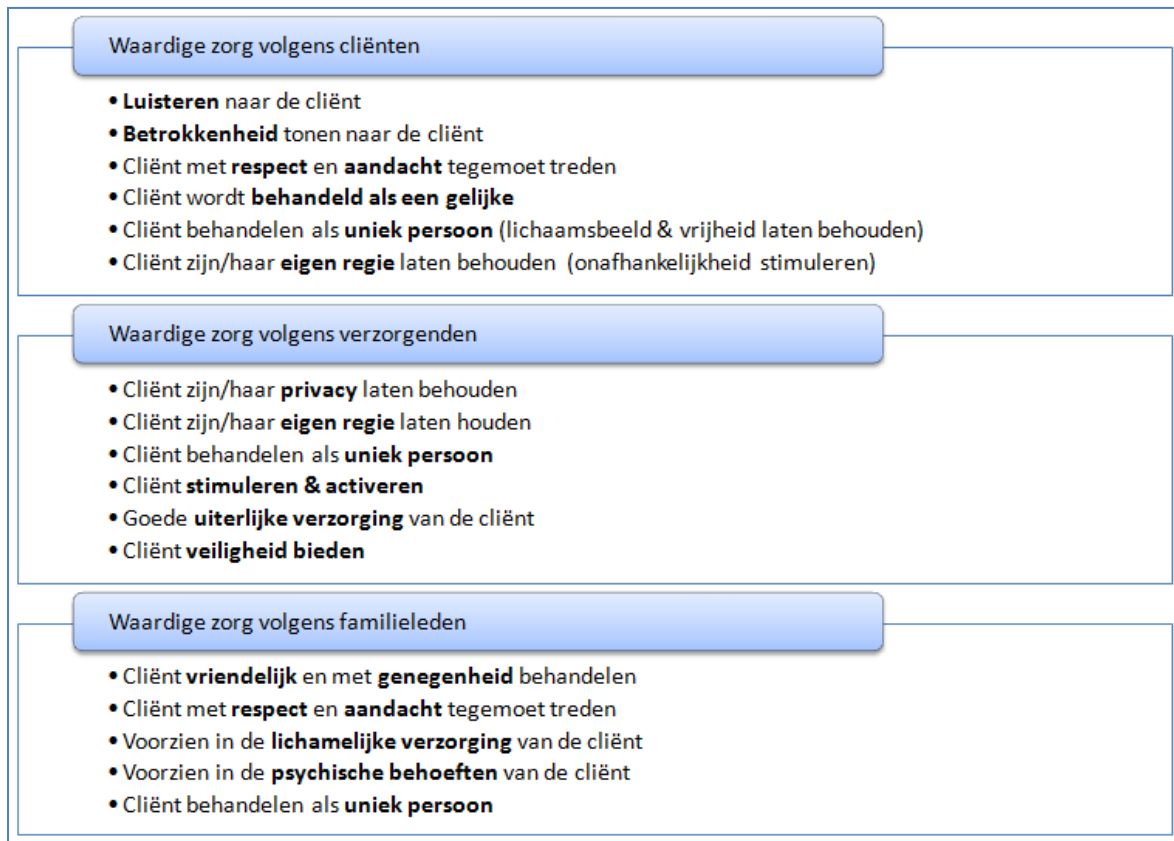 Waardige zorg volgens cliënten
• Luisteren naar de cliënt
• Betrokkenheid tonen naar de cliënt
• Cliënt met respect en aandacht tegemoet treden
• Cliënt wordt behandeld als een gelijke
• Cliënt behandelen als uniek persoon (lichaamsbeeld & vrijheid laten behouden)
• Cliënt zijn/haar eigen regie laten behouden (onafhankelijkheid stimuleren)
Waardige zorg volgens verzorgenden
• Cliënt zijn/haar privacy laten behouden
• Cliënt zijn/haar eigen regie laten houden
• Cliënt behandelen als uniek persoon
• Cliënt stimuleren & activeren
• Goede uiterlijke verzorging van de cliënt
• Cliënt veiligheid bieden
Waardige zorg volgens familieleden
• Cliënt vriendelijk en met genegenheid behandelen
• Cliënt met respect en aandacht tegemoet treden
• Voorzien in de lichamelijke verzorging van de cliënt
• Voorzien in de psychische behoeften van de cliënt
• Cliënt behandelen als uniek persoon